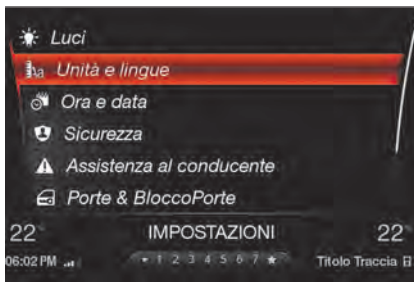 Luci
Unità e lingue
Ora e data
Sicurezza
Assistenza al conducente
Porte & BloccoPorte
22° IMPOSTAZIONI 22°
06:02 PM 1 2 3 4 5 6 7 Titolo Traccia